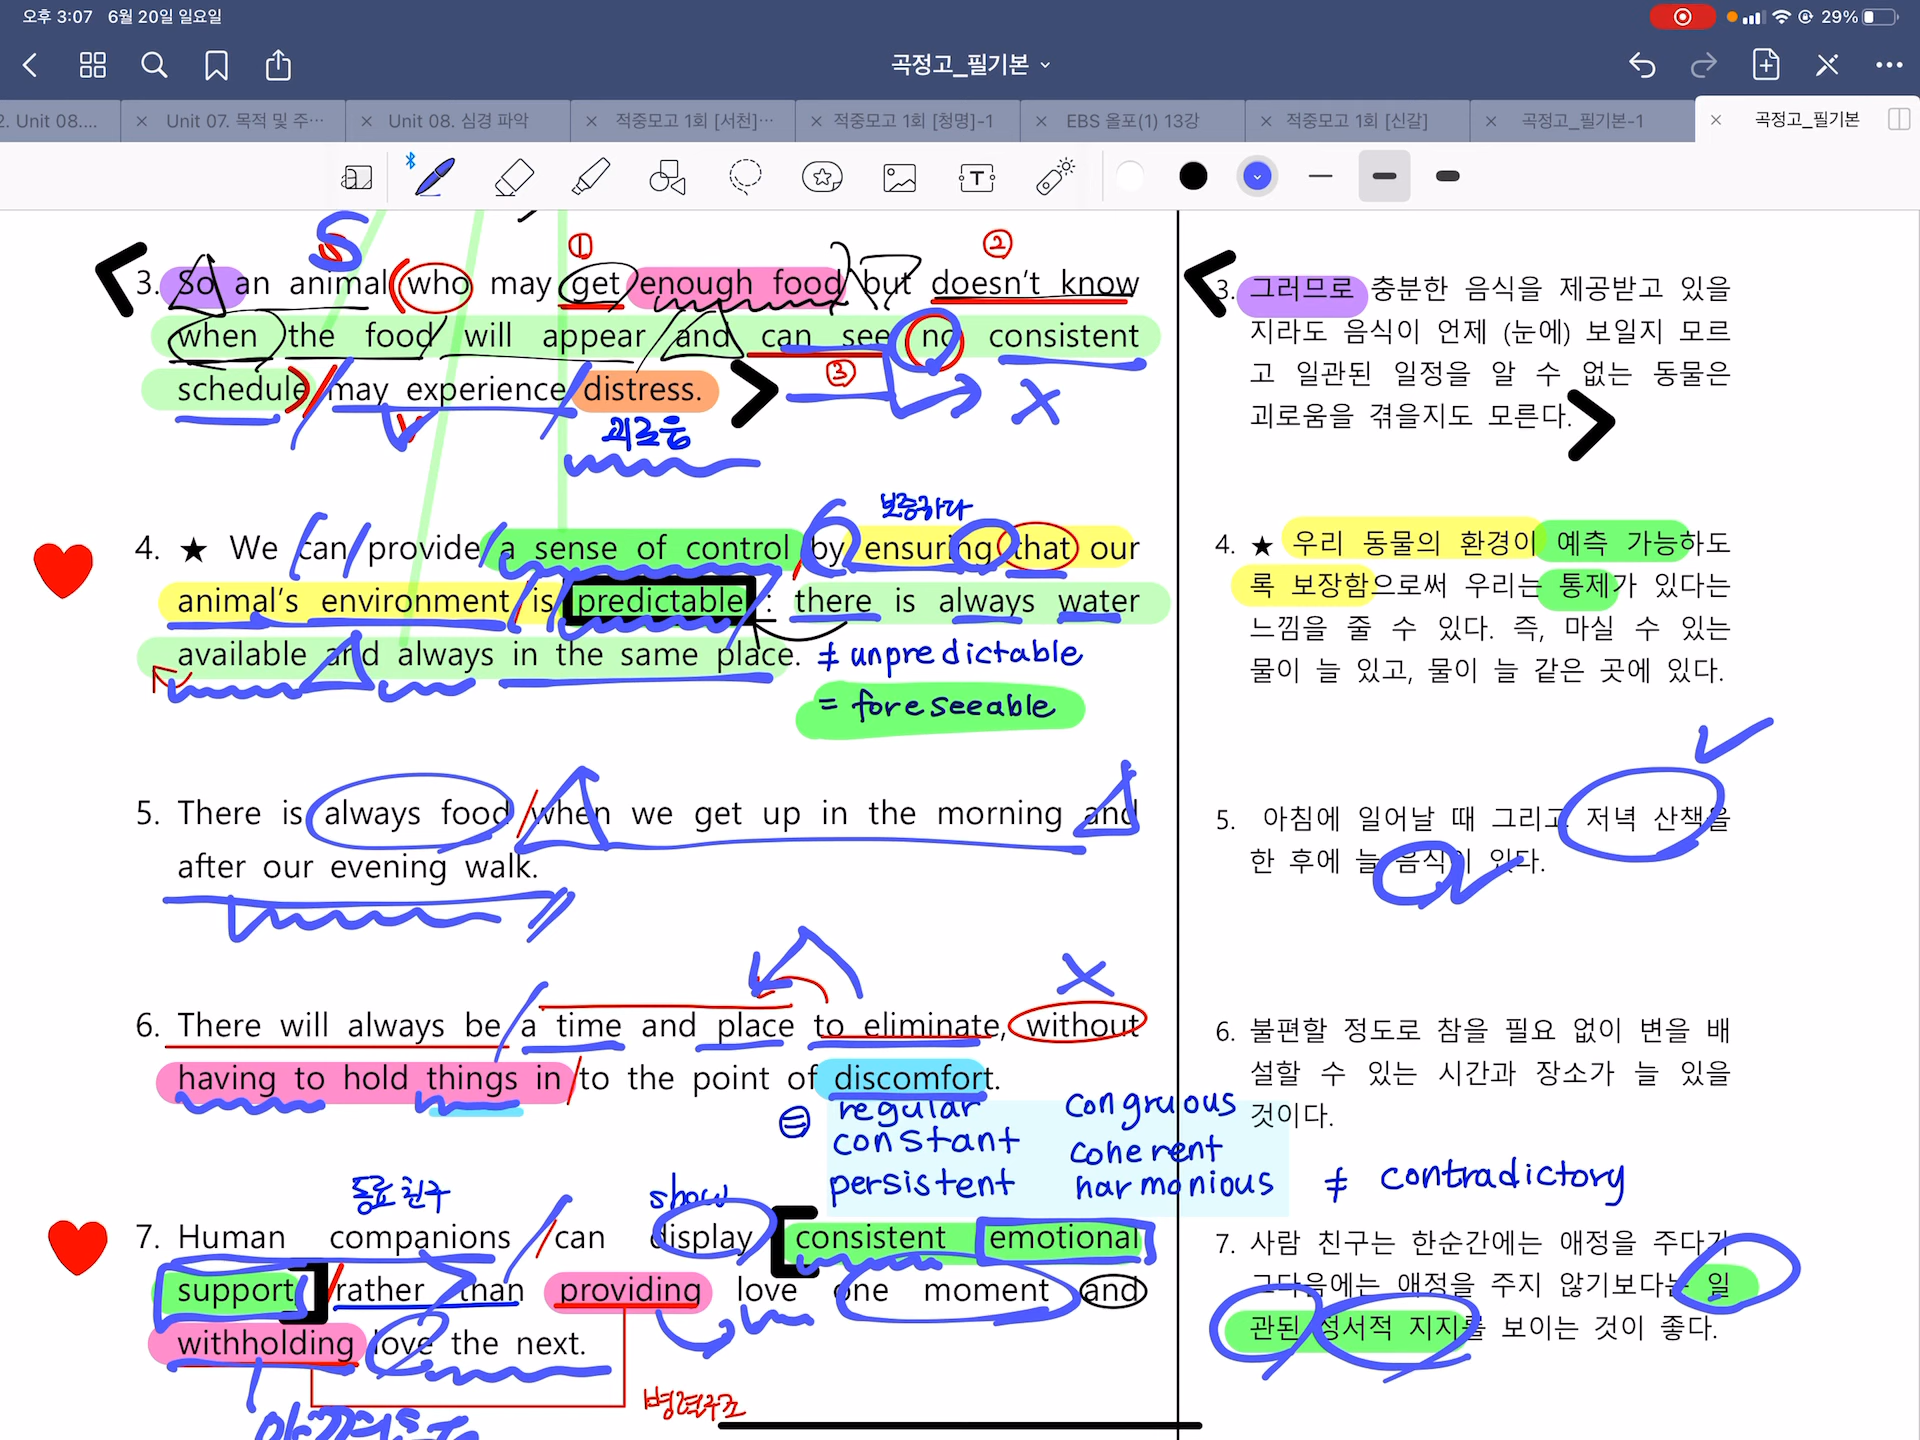 오후 3:07 6월 20일 일요일
29%
곡정고_필기본
2. Unit 08....
Unit 07. 목적 및 주…
Unit 08. 심경 파악
적중모고 1회 [서천]…
적중모고 1회 [청명]-1
EBS 올포(1) 13강
적중모고 1회 [신갈]
곡정고_필기본-1
곡정고_필기본
S
① ②
3. So an animal who may get enough food but doesn't know
when the food will appear and can see no consistent
③
schedule may experience distress.
V
괴로움
X
보증하다
4. ★ We can provide a sense of control by ensuring that our
animal's environment is predictable : there is always water
available and always in the same place. ≠ unpredictable
= foreseeable
5. There is always food when we get up in the morning and
after our evening walk.
X
6. There will always be a time and place to eliminate, without
having to hold things in to the point of discomfort.
regular congruous
constant coherent
persistent harmonious ≠ contradictory
동료 친구 show
7. Human companions can display consistent emotional
support rather than providing love one moment and
withholding love the next.
병렬구조
3. 그러므로 충분한 음식을 제공받고 있을
지라도 음식이 언제 (눈에) 보일지 모르
고 일관된 일정을 알 수 없는 동물은
괴로움을 겪을지도 모른다.
4. ★ 우리 동물의 환경이 예측 가능하도
록 보장함으로써 우리는 통제가 있다는
느낌을 줄 수 있다. 즉, 마실 수 있는
물이 늘 있고, 물이 늘 같은 곳에 있다.
5. 아침에 일어날 때 그리고 저녁 산책을
한 후에 늘 음식이 있다.
6. 불편할 정도로 참을 필요 없이 변을 배
설할 수 있는 시간과 장소가 늘 있을
것이다.
7. 사람 친구는 한순간에는 애정을 주다가
그다음에는 애정을 주지 않기보다는 일
관된 정서적 지지를 보이는 것이 좋다.